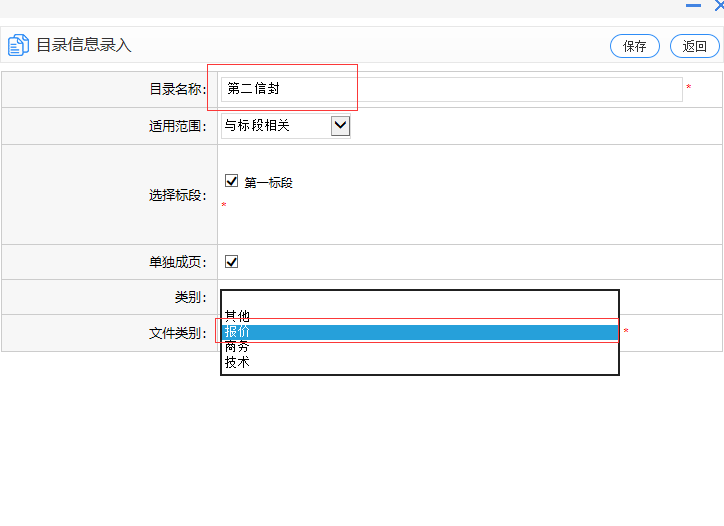 目录信息录入 保存 返回
目录名称: 第二信封 *
适用范围: 与标段相关
选择标段: 第一标段
*
单独成页:
类别:
其他
文件类别: 报价 *
商务
技术